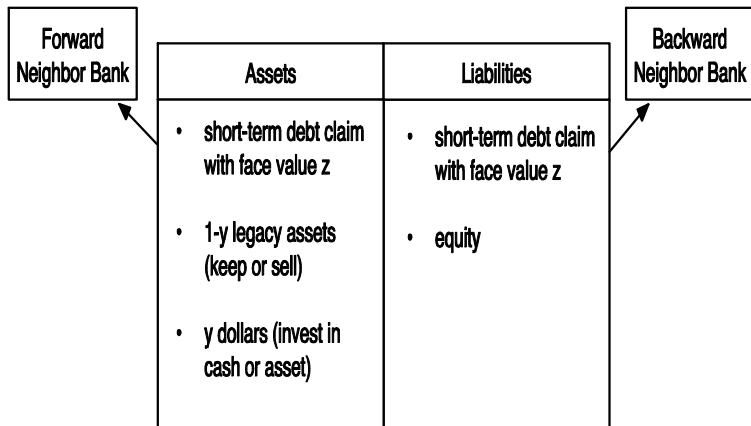 Forward
Neighbor Bank
Backward
Neighbor Bank
Assets
Liabilities
• short-term debt claim
with face value z
• 1-y legacy assets
(keep or sell)
• y dollars (invest in
cash or asset)
• short-term debt claim
with face value z
• equity